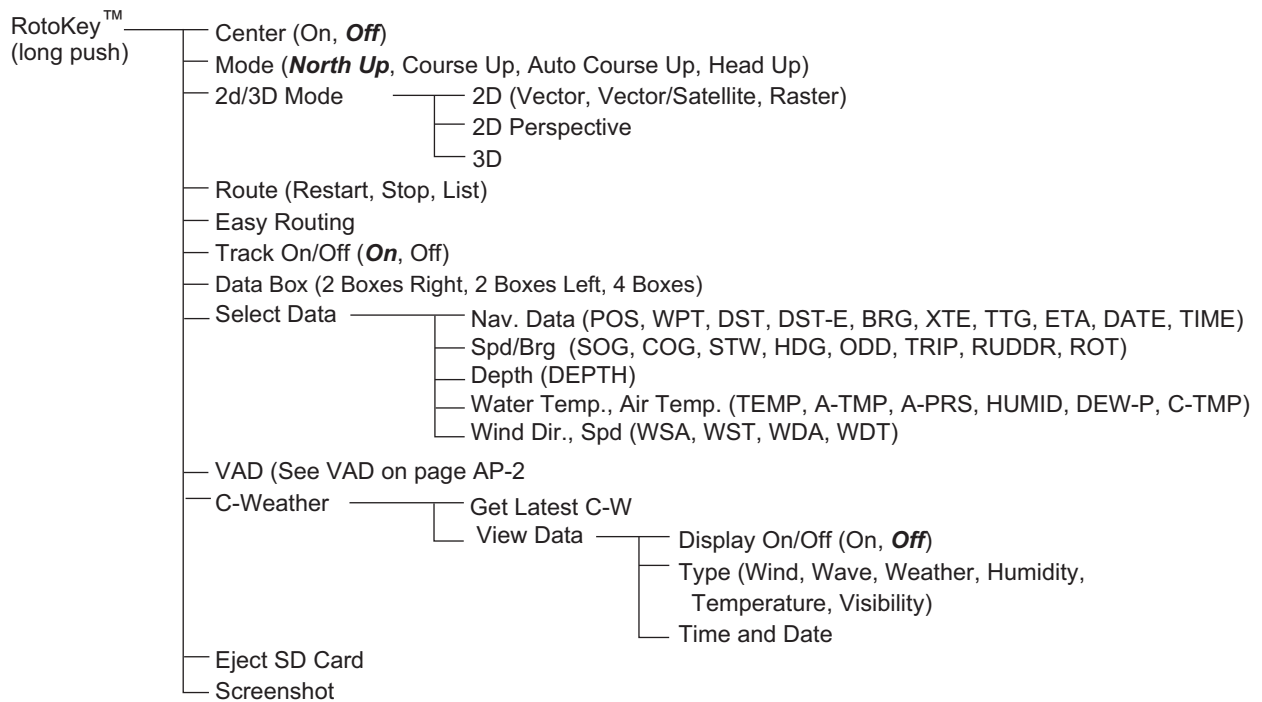 RotoKey™
(long push)
Center (On, Off)
Mode (North Up, Course Up, Auto Course Up, Head Up)
2d/3D Mode
2D (Vector, Vector/Satellite, Raster)
2D Perspective
3D
Route (Restart, Stop, List)
Easy Routing
Track On/Off (On, Off)
Data Box (2 Boxes Right, 2 Boxes Left, 4 Boxes)
Select Data
Nav. Data (POS, WPT, DST, DST-E, BRG, XTE, TTG, ETA, DATE, TIME)
Spd/Brg (SOG, COG, STW, HDG, ODD, TRIP, RUDDR, ROT)
Depth (DEPTH)
Water Temp., Air Temp. (TEMP, A-TMP, A-PRS, HUMID, DEW-P, C-TMP)
Wind Dir., Spd (WSA, WST, WDA, WDT)
VAD (See VAD on page AP-2
C-Weather
Get Latest C-W
View Data
Display On/Off (On, Off)
Type (Wind, Wave, Weather, Humidity,
Temperature, Visibility)
Time and Date
Eject SD Card
Screenshot